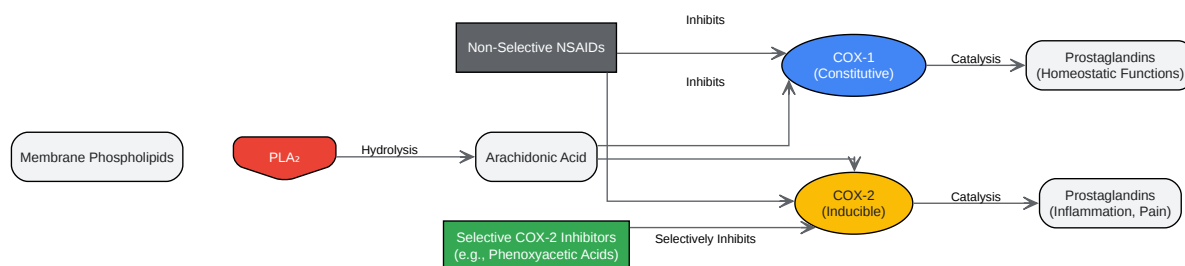 Non-Selective NSAIDs
Inhibits
Inhibits
COX-1
(Constitutive)
Catalysis
Prostaglandins
(Homeostatic Functions)
Membrane Phospholipids
PLA₂
Hydrolysis
Arachidonic Acid
COX-2
(Inducible)
Catalysis
Prostaglandins
(Inflammation, Pain)
Selective COX-2 Inhibitors
(e.g., Phenoxyacetic Acids)
Selectively Inhibits